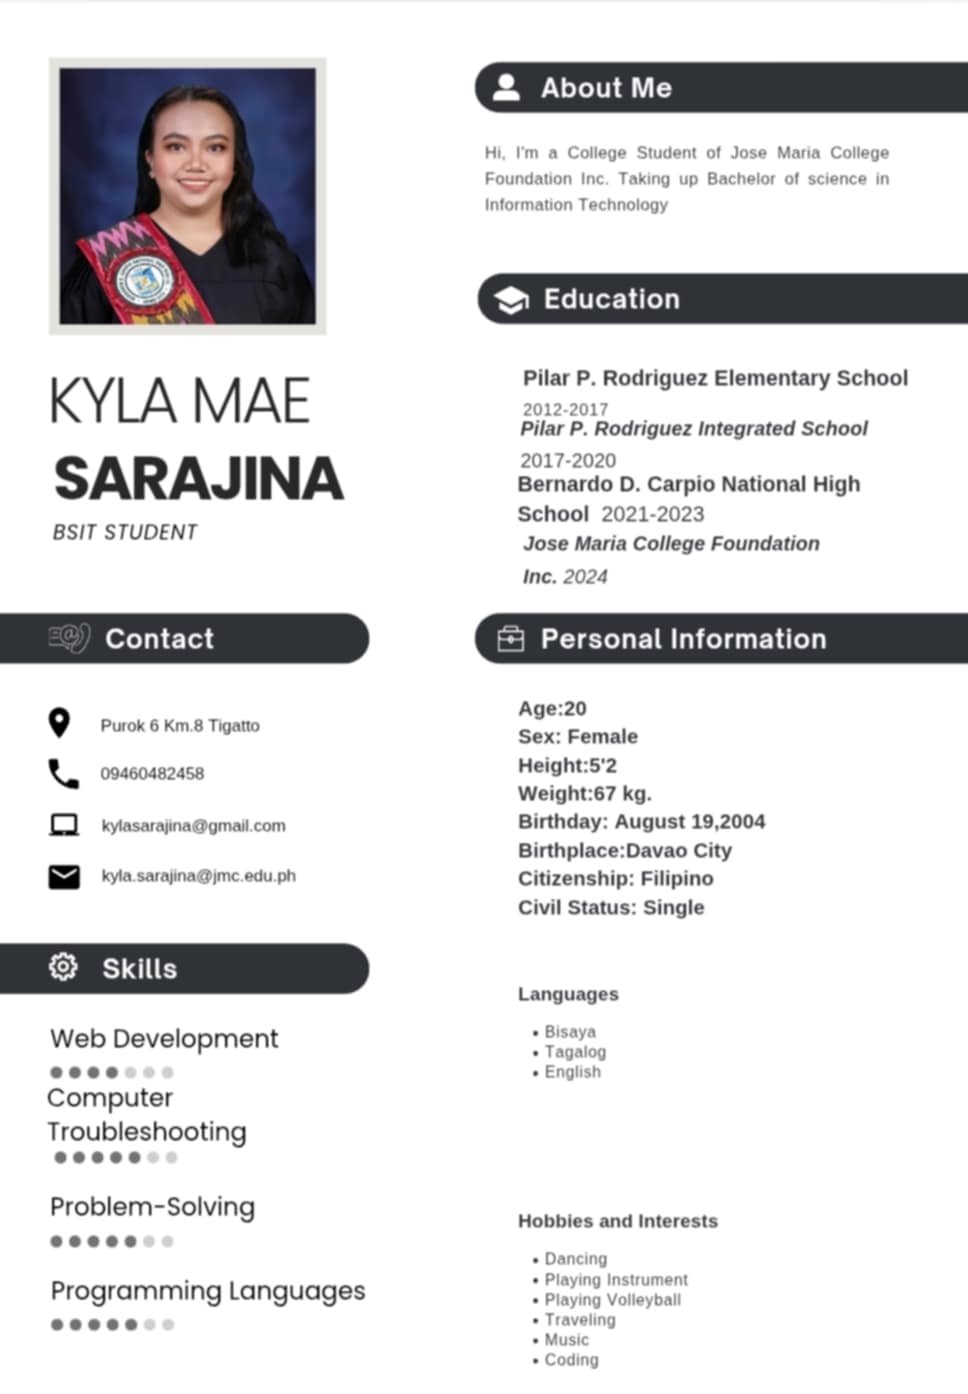 KYLA MAE
SARAJINA
BSIT STUDENT
Contact
Purok 6 Km.8 Tigatto
09460482458
kylasarajina@gmail.com
kyla.sarajina@jmc.edu.ph
Skills
Web Development
Computer
Troubleshooting
Problem-Solving
Programming Languages
About Me
Hi, I'm a College Student of Jose Maria College
Foundation Inc. Taking up Bachelor of science in
Information Technology
Education
Pilar P. Rodriguez Elementary School
2012-2017
Pilar P. Rodriguez Integrated School
2017-2020
Bernardo D. Carpio National High
School 2021-2023
Jose Maria College Foundation
Inc. 2024
Personal Information
Age:20
Sex: Female
Height:5'2
Weight:67 kg.
Birthday: August 19,2004
Birthplace:Davao City
Citizenship: Filipino
Civil Status: Single
Languages
• Bisaya
• Tagalog
• English
Hobbies and Interests
• Dancing
• Playing Instrument
• Playing Volleyball
• Traveling
• Music
• Coding